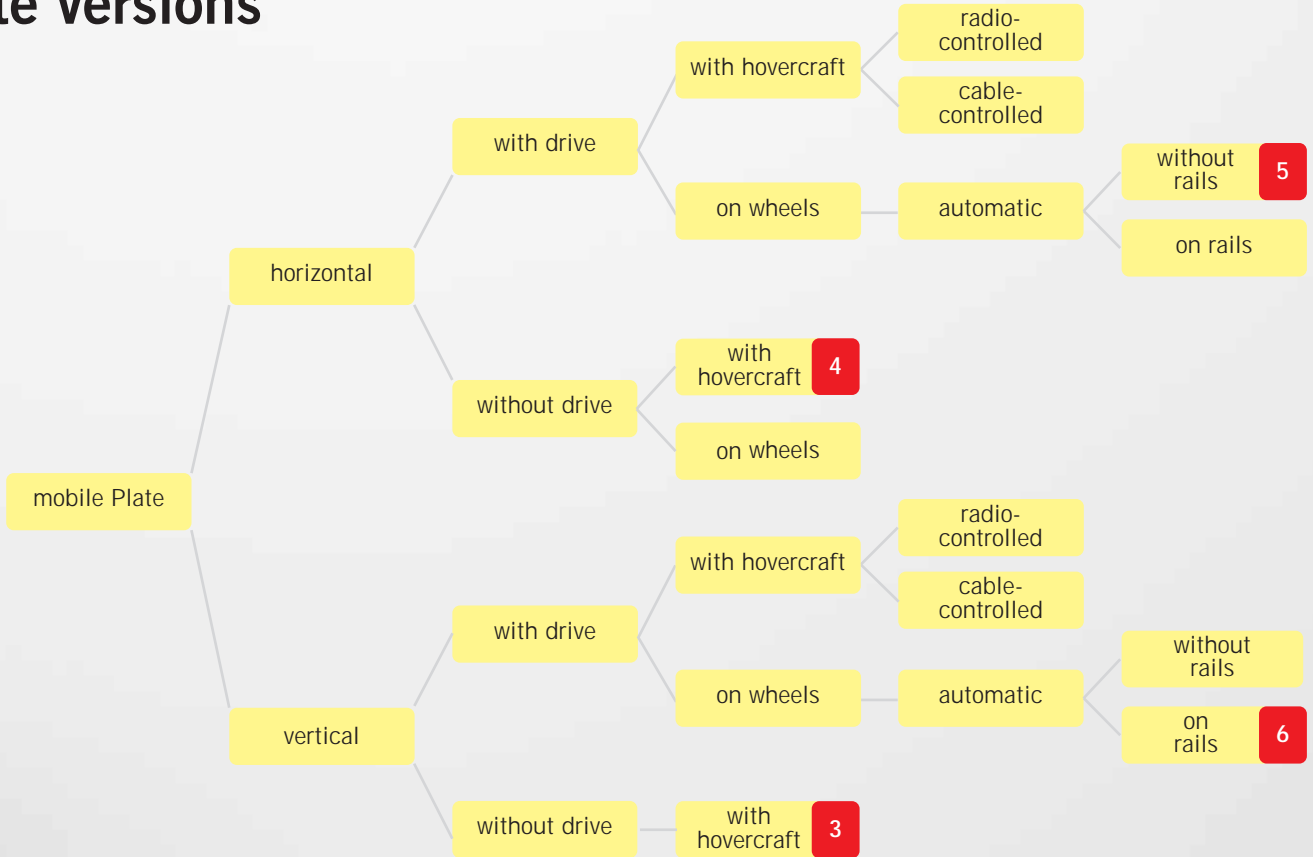 te versions
mobile Plate
horizontal
with drive
with hovercraft
radio-
controlled
cable-
controlled
on wheels
automatic
without
rails
5
on rails
without drive
with
hovercraft
4
on wheels
vertical
with drive
with hovercraft
radio-
controlled
cable-
controlled
on wheels
automatic
without
rails
on
rails
6
without drive
with
hovercraft
3